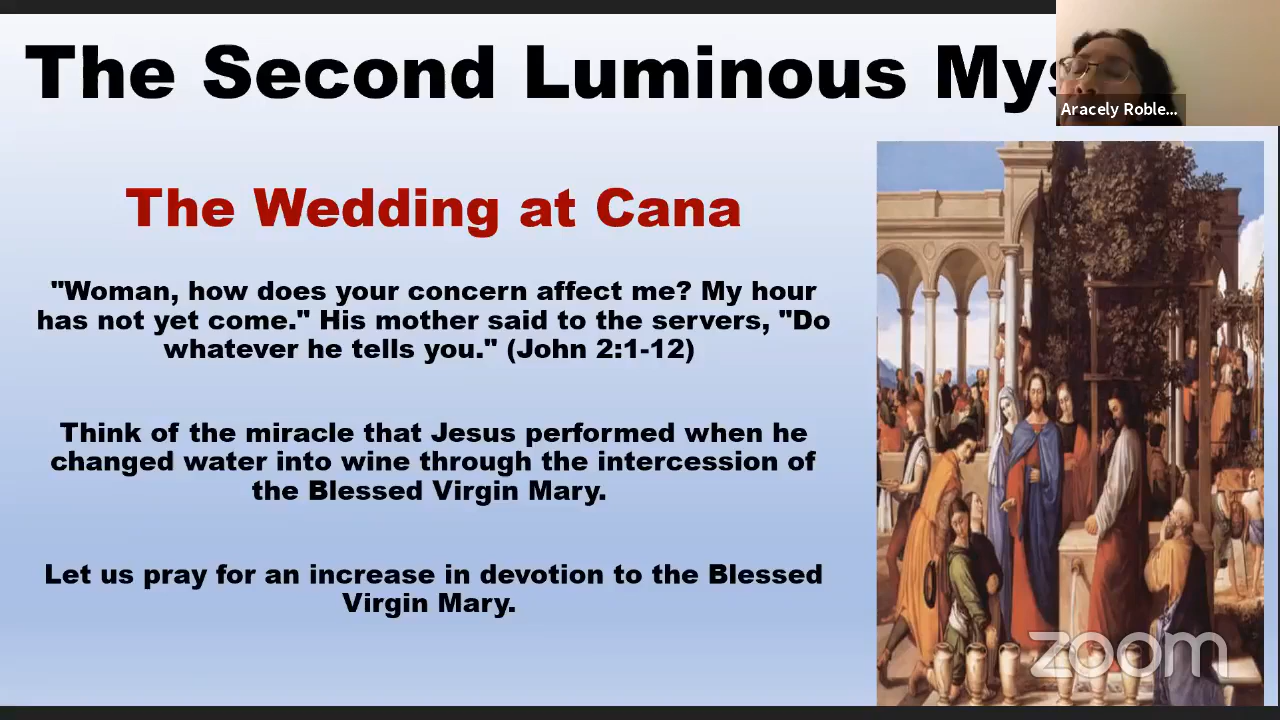 The Second Luminous
Aracely Roble...
The Wedding at Cana
"Woman, how does your concern affect me? My hour
has not yet come." His mother said to the servers, "Do
whatever he tells you." (John 2:1-12)
Think of the miracle that Jesus performed when he
changed water into wine through the intercession of
the Blessed Virgin Mary.
Let us pray for an increase in devotion to the Blessed
Virgin Mary.
zoom